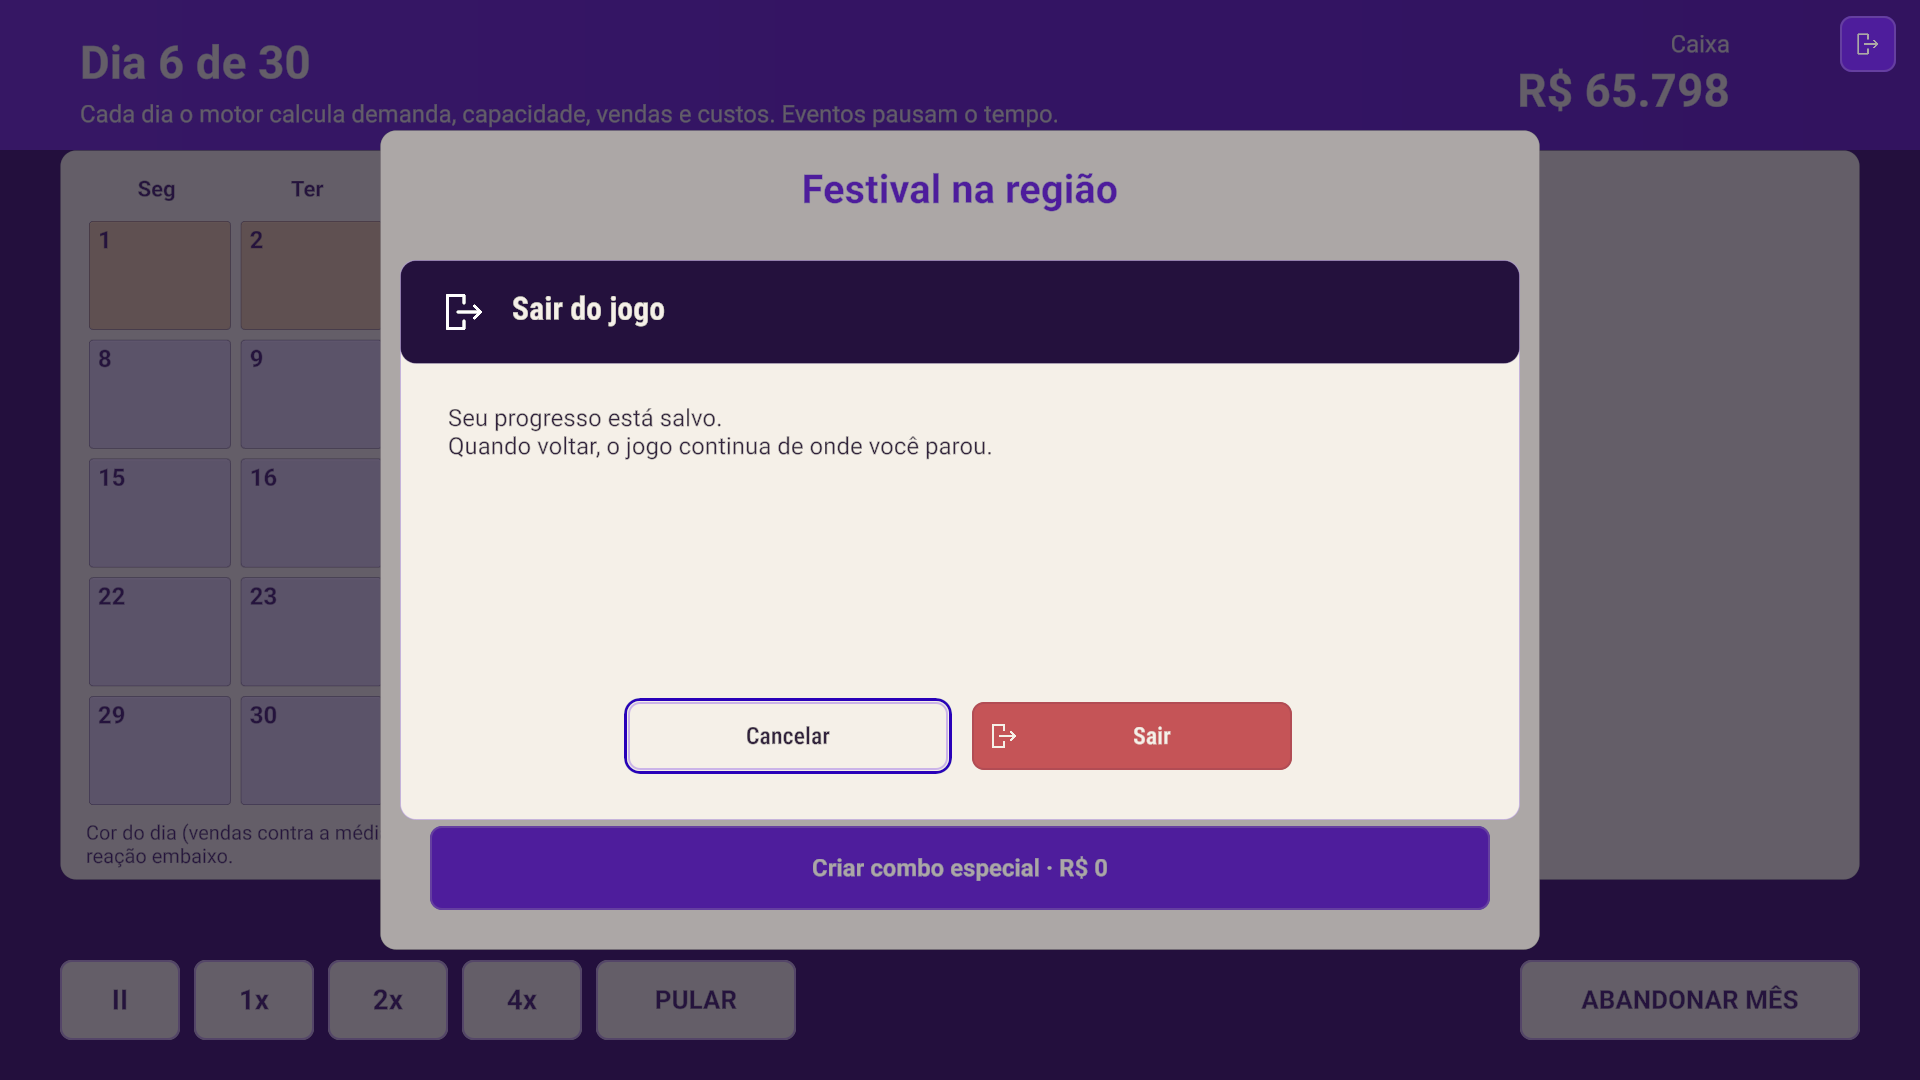 Dia 6 de 30
Cada dia o motor calcula demanda, capacidade, vendas e custos. Eventos pausam o tempo.
Caixa
R$ 65.798
Festival na região
Seg
Ter
1
2
8
9
15
16
22
23
29
30
Cor do dia (vendas contra a médi
reação embaixo.
Sair do jogo
Seu progresso está salvo.
Quando voltar, o jogo continua de onde você parou.
Cancelar
Sair
Criar combo especial · R$ 0
II
1x
2x
4x
PULAR
ABANDONAR MÊS